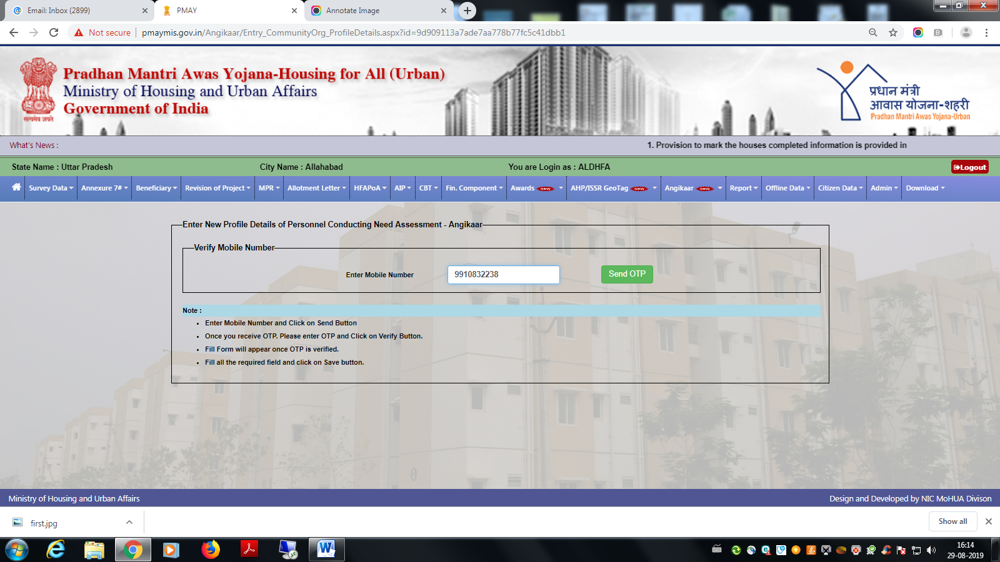 Email: Inbox (2899)
PMAY
Annotate Image
Not secure
pmaymis.gov.in/Angikaar/Entry_CommunityOrg_ProfileDetails.aspx?id=9d909113a7ade7aa778b77fc5c41dbb1
Pradhan Mantri Awas Yojana-Housing for All (Urban)
Ministry of Housing and Urban Affairs
Government of India
सत्यमेव जयते
प्रधान मंत्री
आवास योजना-शहरी
Pradhan Mantri Awas Yojana-Urban
What's News :
1. Provision to mark the houses completed information is provided in
State Name : Uttar Pradesh
City Name : Allahabad
You are Login as : ALDHFA
Logout
Survey Data
Annexure 7#
Beneficiary
Revision of Project
MPR
Allotment Letter
HFAPoA
AIP
CBT
Fin. Component
Awards NEW
AHP/ISSR GeoTag NEW
Angikaar NEW
Report
Offline Data
Citizen Data
Admin
Download
Enter New Profile Details of Personnel Conducting Need Assessment - Angikaar
Verify Mobile Number
Enter Mobile Number
9910832238
Send OTP
Note :
• Enter Mobile Number and Click on Send Button
• Once you receive OTP. Please enter OTP and Click on Verify Button.
• Fill Form will appear once OTP is verified.
• Fill all the required field and click on Save button.
Ministry of Housing and Urban Affairs
Design and Developed by NIC MoHUA Divison
first.jpg
Show all
16:14
29-08-2019